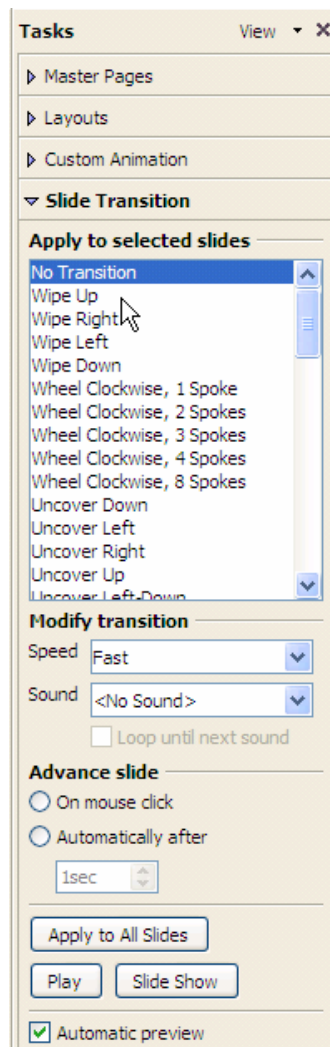 Tasks View
Master Pages
Layouts
Custom Animation
Slide Transition
Apply to selected slides
No Transition
Wipe Up
Wipe Right
Wipe Left
Wipe Down
Wheel Clockwise, 1 Spoke
Wheel Clockwise, 2 Spokes
Wheel Clockwise, 3 Spokes
Wheel Clockwise, 4 Spokes
Wheel Clockwise, 8 Spokes
Uncover Down
Uncover Left
Uncover Right
Uncover Up
Uncover Left-Down
Modify transition
Speed Fast
Sound <No Sound>
Loop until next sound
Advance slide
On mouse click
Automatically after
1sec
Apply to All Slides
Play Slide Show
Automatic preview